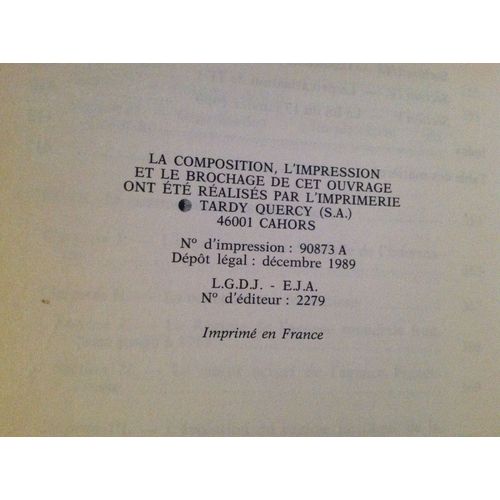 LA COMPOSITION, L'IMPRESSION
ET LE BROCHAGE DE CET OUVRAGE
ONT ÉTÉ RÉALISÉS PAR L'IMPRIMERIE
TARDY QUERCY (S.A.)
46001 CAHORS
N° d'impression : 90873 A
Dépôt légal : décembre 1989
L.G.D.J. - E.J.A.
N° d'éditeur : 2279
Imprimé en France